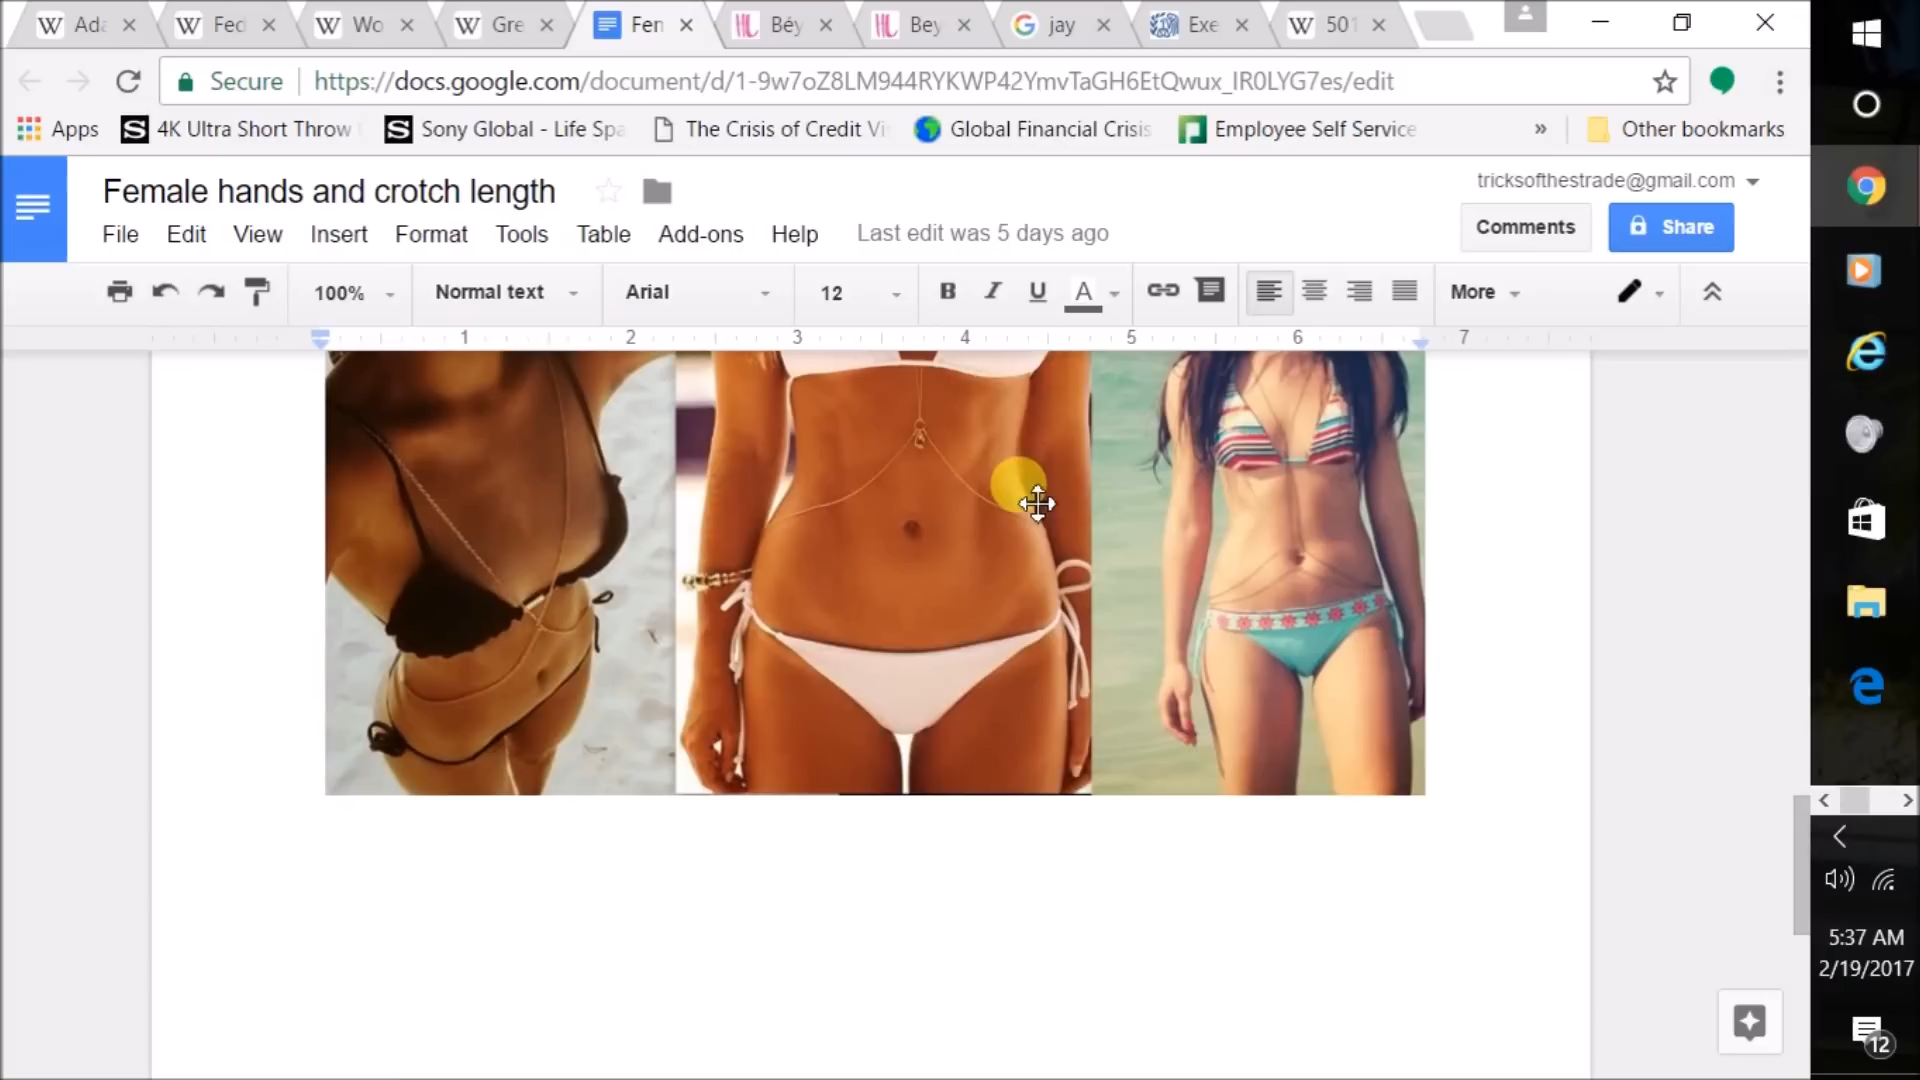 Ada Fed Wo Gre Fen Béy Bey jay Exe 501
Secure https://docs.google.com/document/d/1-9w7oZ8LM944RYKWP42YmvTaGH6EtQwux_IR0LYG7es/edit
Apps 4K Ultra Short Throw Sony Global - Life Spa The Crisis of Credit Vi Global Financial Crisis Employee Self Service » Other bookmarks
Female hands and crotch length
tricksofthestrade@gmail.com
File Edit View Insert Format Tools Table Add-ons Help Last edit was 5 days ago
Comments Share
100% Normal text Arial 12 B I U A More
1 2 3 4 5 6 7
5:37 AM
2/19/2017
12